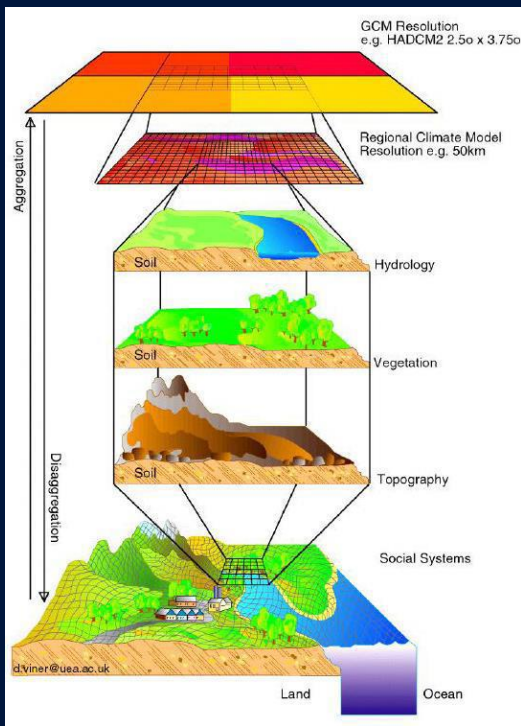 GCM Resolution
e.g. HADCM2 2.5o x 3.75o
Regional Climate Model
Resolution e.g. 50km
Aggregation
Soil
Hydrology
Soil
Vegetation
Soil
Topography
Disaggregation
Social Systems
d.viner@uea.ac.uk
Land
Ocean